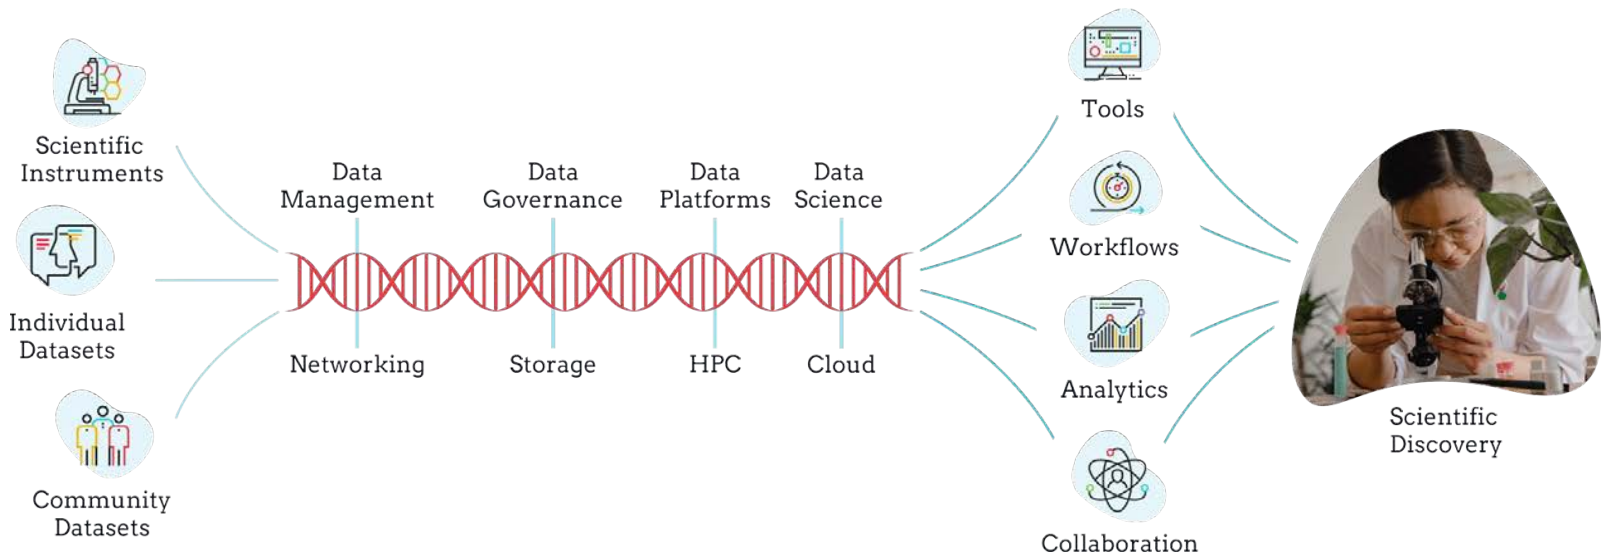 Scientific
Instruments
Individual
Datasets
Community
Datasets
Data
Management
Data
Governance
Data
Platforms
Data
Science
Networking
Storage
HPC
Cloud
Tools
Workflows
Analytics
Collaboration
Scientific
Discovery